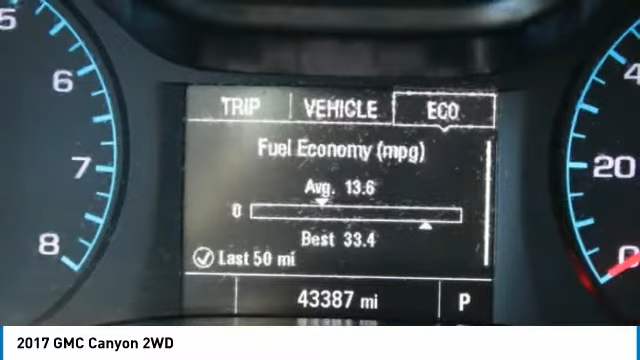 5
6
7
8
TRIP VEHICLE ECO
Fuel Economy (mpg)
Avg. 13.6
0
Best 33.4
Last 50 mi
43387 mi P
4
20
0
2017 GMC Canyon 2WD